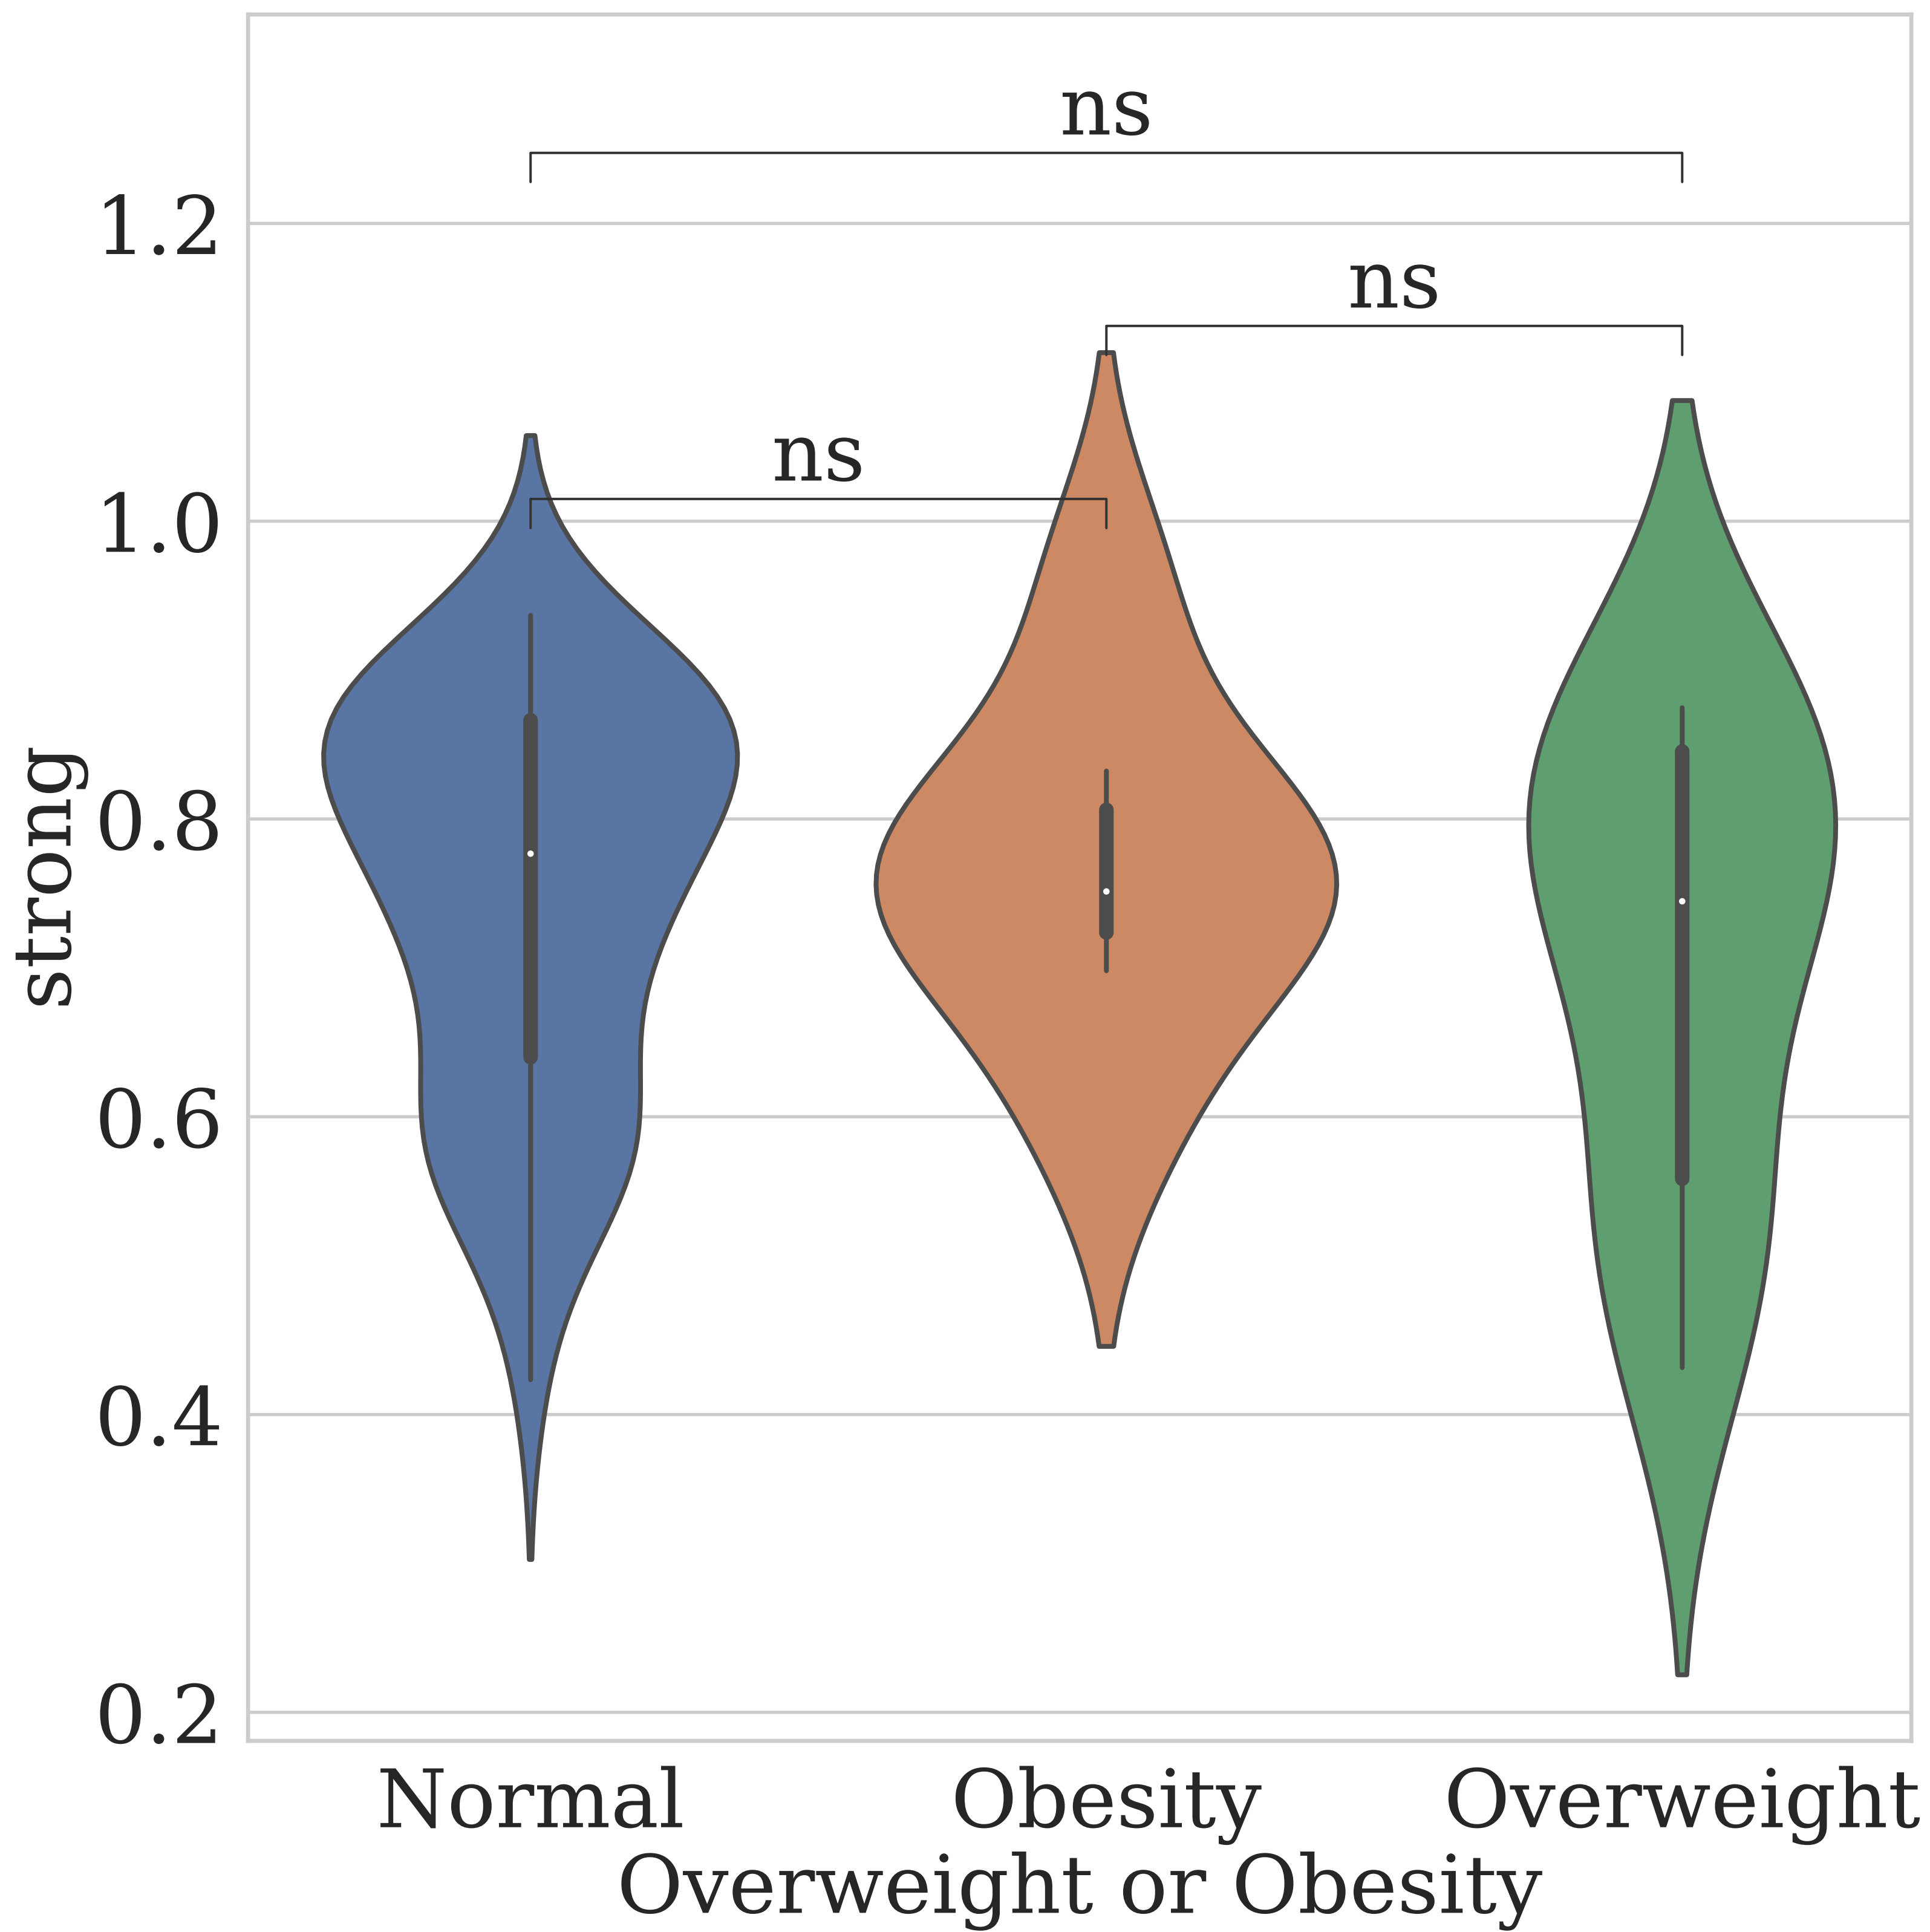 ns
1.2
ns
ns
1.0
strong
0.8
0.6
0.4
0.2
Normal Obesity Overweight
Overweight or Obesity